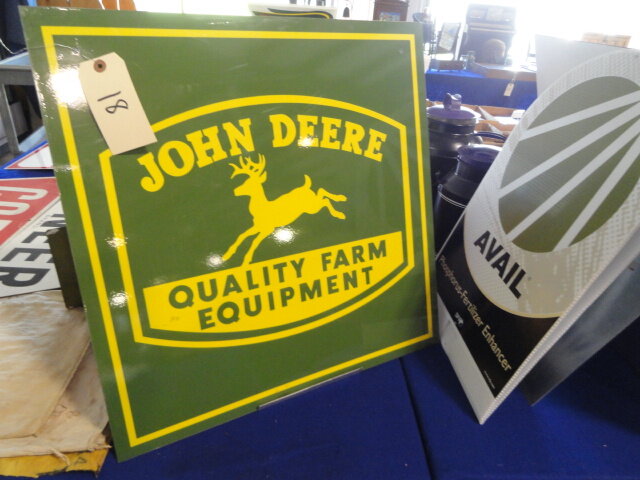 18
JOHN DEERE
QUALITY FARM
EQUIPMENT
AVAIL
Phosphorus-Fertilizer Enhancer